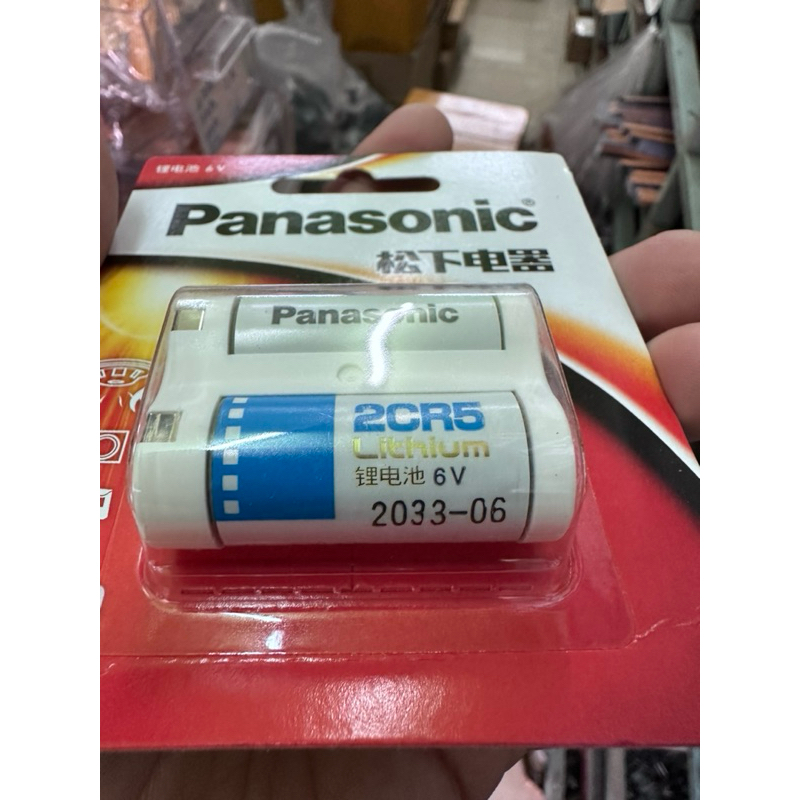 锂电池 6V
Panasonic®
松下电器
Panasonic
2CR5
Lithium
锂电池 6V
2033-06